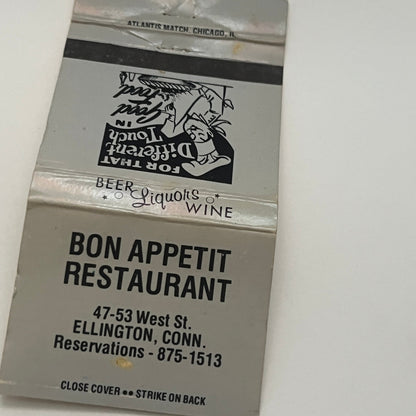 ATLANTIS MATCH, CHICAGO, IL
FOR THAT
Different
Touch
IN
Good
Food
BEER Liquors WINE
BON APPETIT
RESTAURANT
47-53 West St.
ELLINGTON, CONN.
Reservations - 875-1513
CLOSE COVER •• STRIKE ON BACK